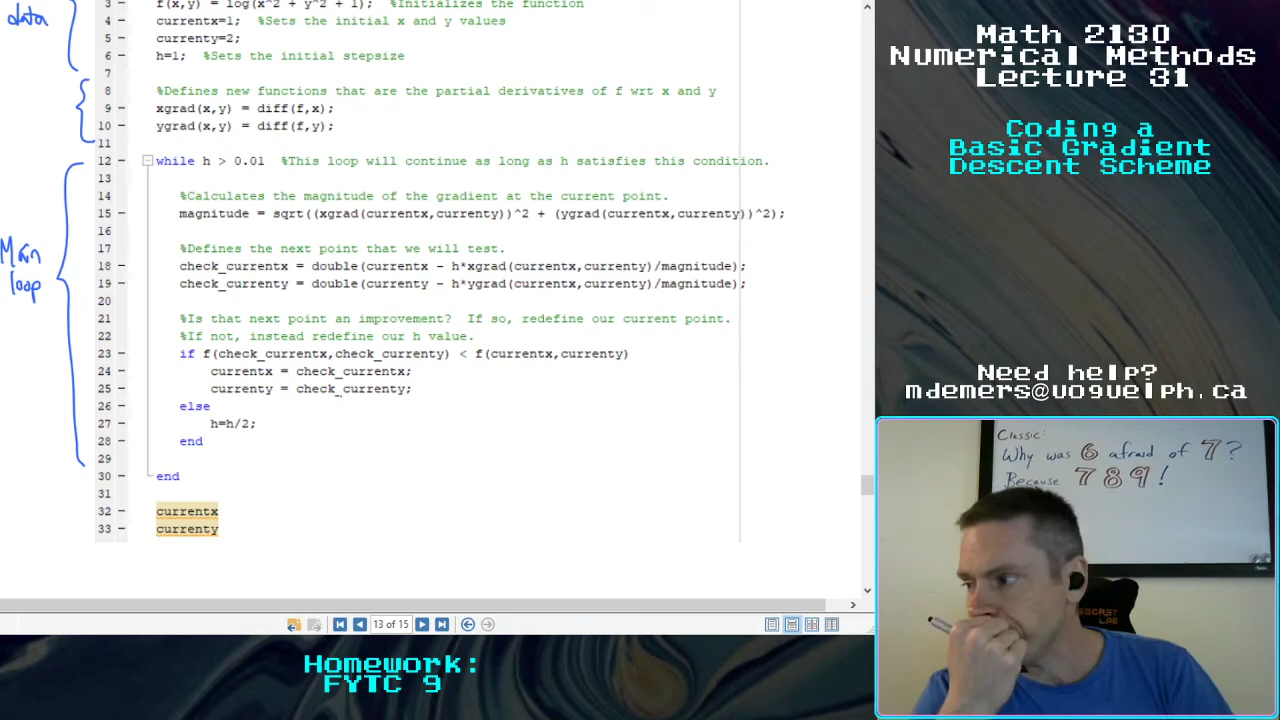 data
3 f(x,y) = log(x^2 + y^2 + 1); %Initializes the function
4 currentx=1; %Sets the initial x and y values
5 currenty=2;
6 h=1; %Sets the initial stepsize
7
8 %Defines new functions that are the partial derivatives of f wrt x and y
9 xgrad(x,y) = diff(f,x);
10 ygrad(x,y) = diff(f,y);
11
12 while h > 0.01 %This loop will continue as long as h satisfies this condition.
13
14 %Calculates the magnitude of the gradient at the current point.
15 magnitude = sqrt((xgrad(currentx,currenty))^2 + (ygrad(currentx,currenty))^2);
16
17 %Defines the next point that we will test.
18 check_currentx = double(currentx - h*xgrad(currentx,currenty)/magnitude);
19 check_currenty = double(currenty - h*ygrad(currentx,currenty)/magnitude);
20
21 %Is that next point an improvement? If so, redefine our current point.
22 %If not, instead redefine our h value.
23 if f(check_currentx,check_currenty) < f(currentx,currenty)
24 currentx = check_currentx;
25 currenty = check_currenty;
26 else
27 h=h/2;
28 end
29
30 end
31
32 currentx
33 currenty
Main
loop
13 of 15
Math 2130
Numerical Methods
Lecture 31
Coding a
Basic Gradient
Descent Scheme
Need help?
mdemers@uoguelph.ca
Classic:
Why was 6 afraid of 7?
Because 7 8 9!
SECRET
LAB
Homework:
FYTC 9